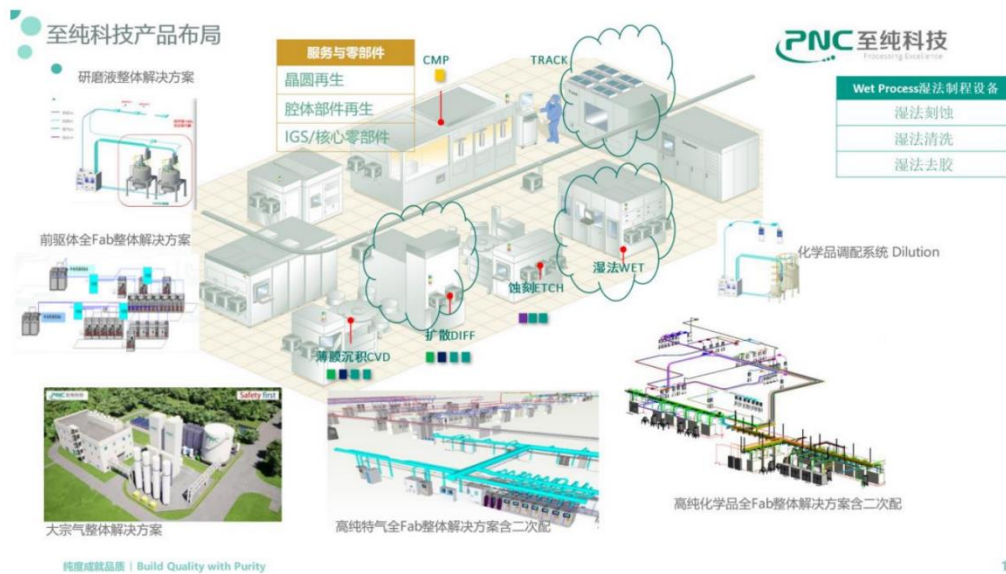 至纯科技产品布局
PNC 至纯科技
Processing Excellence
研磨液整体解决方案
服务与零部件
晶圆再生
腔体部件再生
IGS/核心零部件
CMP
TRACK
Wet Process湿法制程设备
湿法刻蚀
湿法清洗
湿法去胶
前驱体全Fab整体解决方案
化学品调配系统 Dilution
湿法WET
蚀刻ETCH
扩散DIFF
薄膜沉积CVD
PNC 至纯科技
Safety first
大宗气整体解决方案
高纯特气全Fab整体解决方案含二次配
高纯化学品全Fab整体解决方案含二次配
纯度成就品质 | Build Quality with Purity